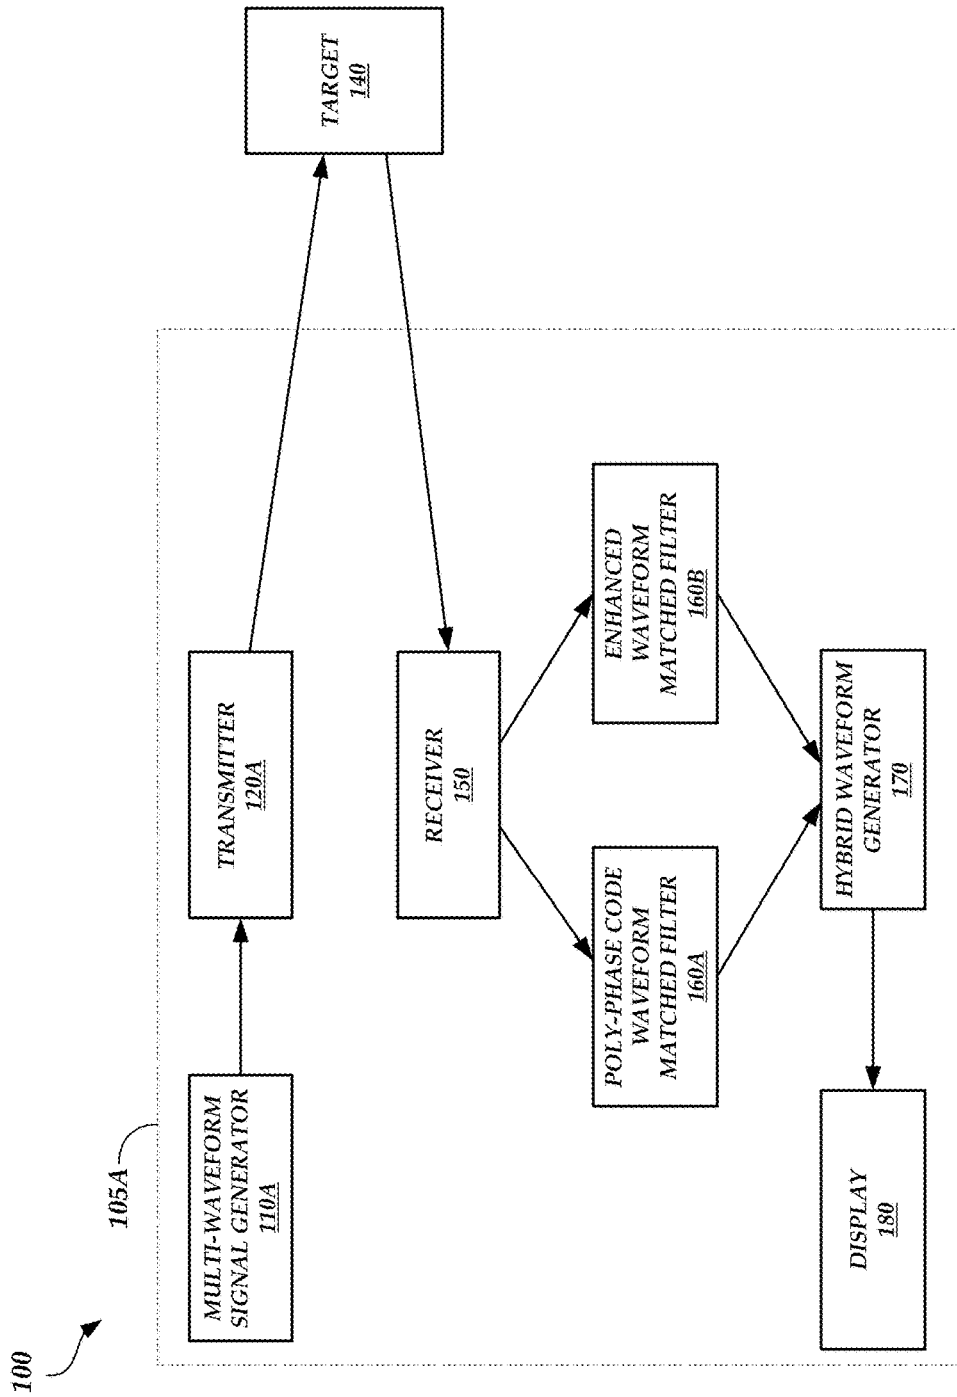 100
105A
MULTI-WAVEFORM
SIGNAL GENERATOR
110A
TRANSMITTER
120A
TARGET
140
RECEIVER
150
POLY-PHASE CODE
WAVEFORM
MATCHED FILTER
160A
ENHANCED
WAVEFORM
MATCHED FILTER
160B
HYBRID WAVEFORM
GENERATOR
170
DISPLAY
180